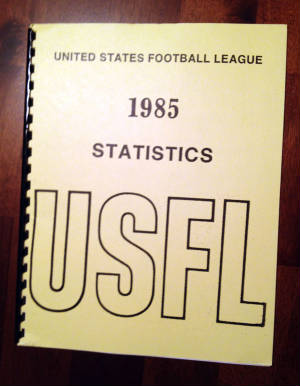 UNITED STATES FOOTBALL LEAGUE
1985
STATISTICS
USFL